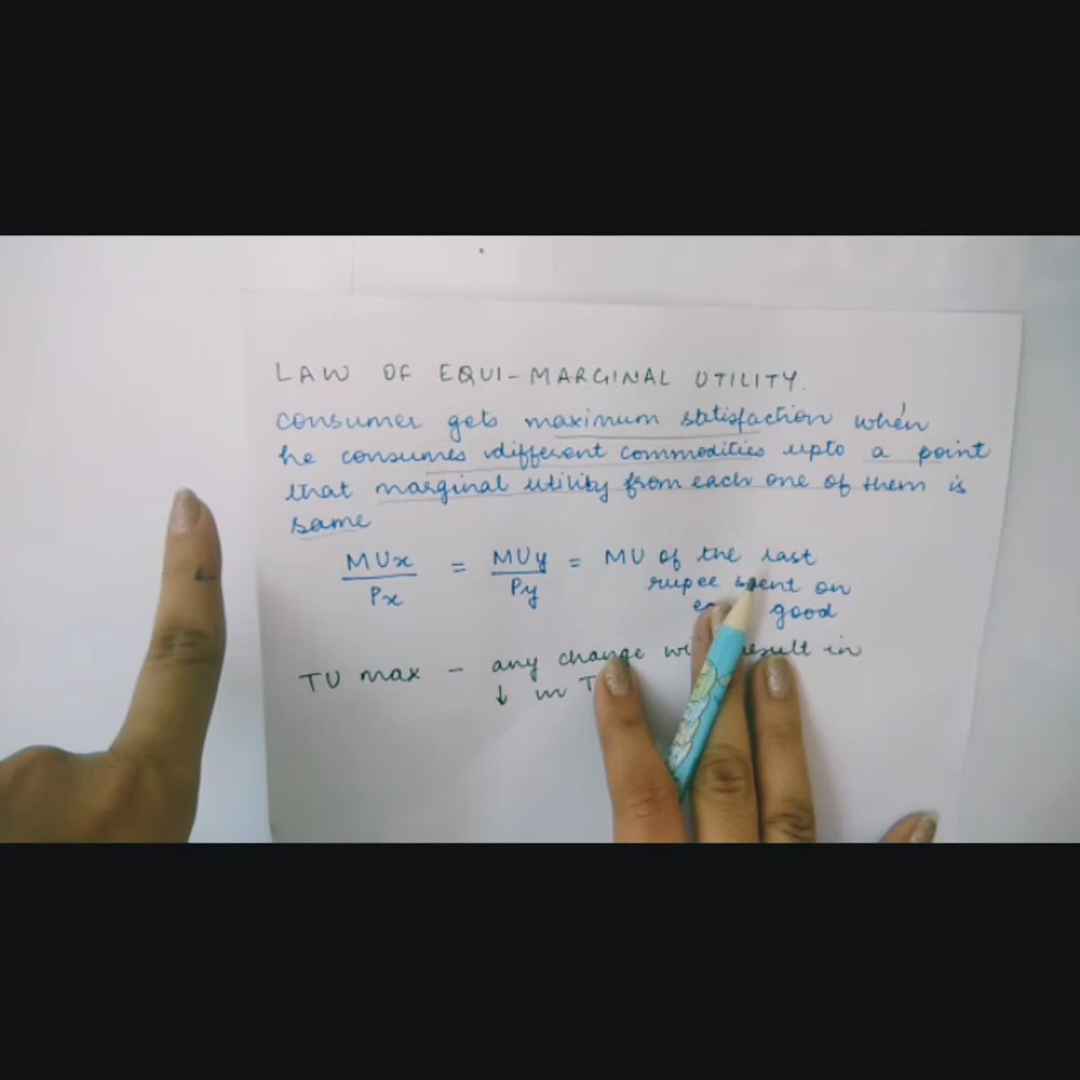 LAW OF EQUI-MARGINAL UTILITY.
consumer gets maximum satisfaction when
he consumes different commodities upto a point
that marginal utility from each one of them is
same
MUx / Px = MUy / Py = MU of the last
rupee spent on
good
TU max - any change result in
↓ in